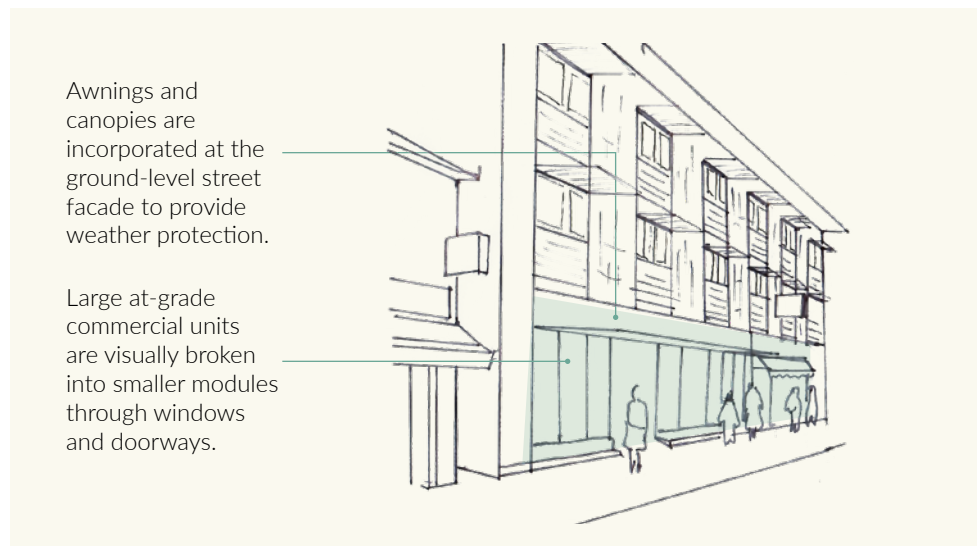 Awnings and
canopies are
incorporated at the
ground-level street
facade to provide
weather protection.
Large at-grade
commercial units
are visually broken
into smaller modules
through windows
and doorways.